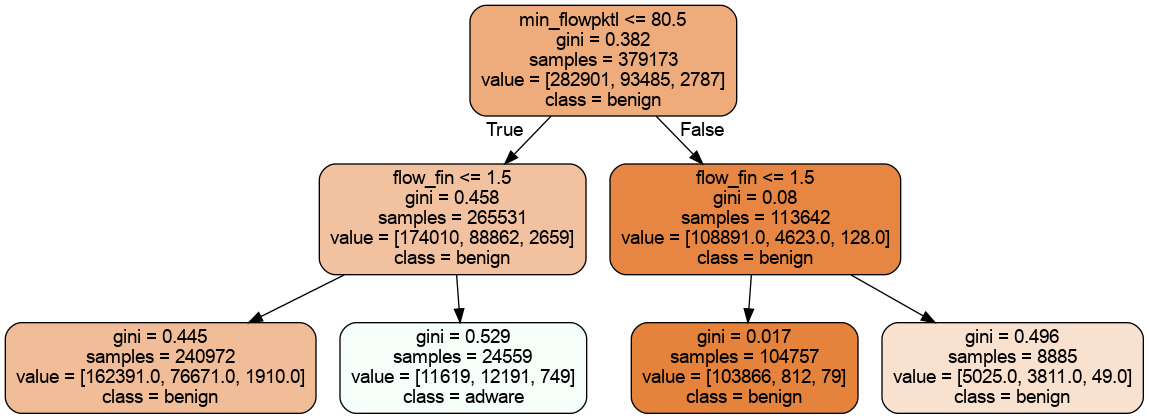 min_flowpktl <= 80.5
gini = 0.382
samples = 379173
value = [282901, 93485, 2787]
class = benign
True
False
flow_fin <= 1.5
gini = 0.458
samples = 265531
value = [174010, 88862, 2659]
class = benign
flow_fin <= 1.5
gini = 0.08
samples = 113642
value = [108891.0, 4623.0, 128.0]
class = benign
gini = 0.445
samples = 240972
value = [162391.0, 76671.0, 1910.0]
class = benign
gini = 0.529
samples = 24559
value = [11619, 12191, 749]
class = adware
gini = 0.017
samples = 104757
value = [103866, 812, 79]
class = benign
gini = 0.496
samples = 8885
value = [5025.0, 3811.0, 49.0]
class = benign